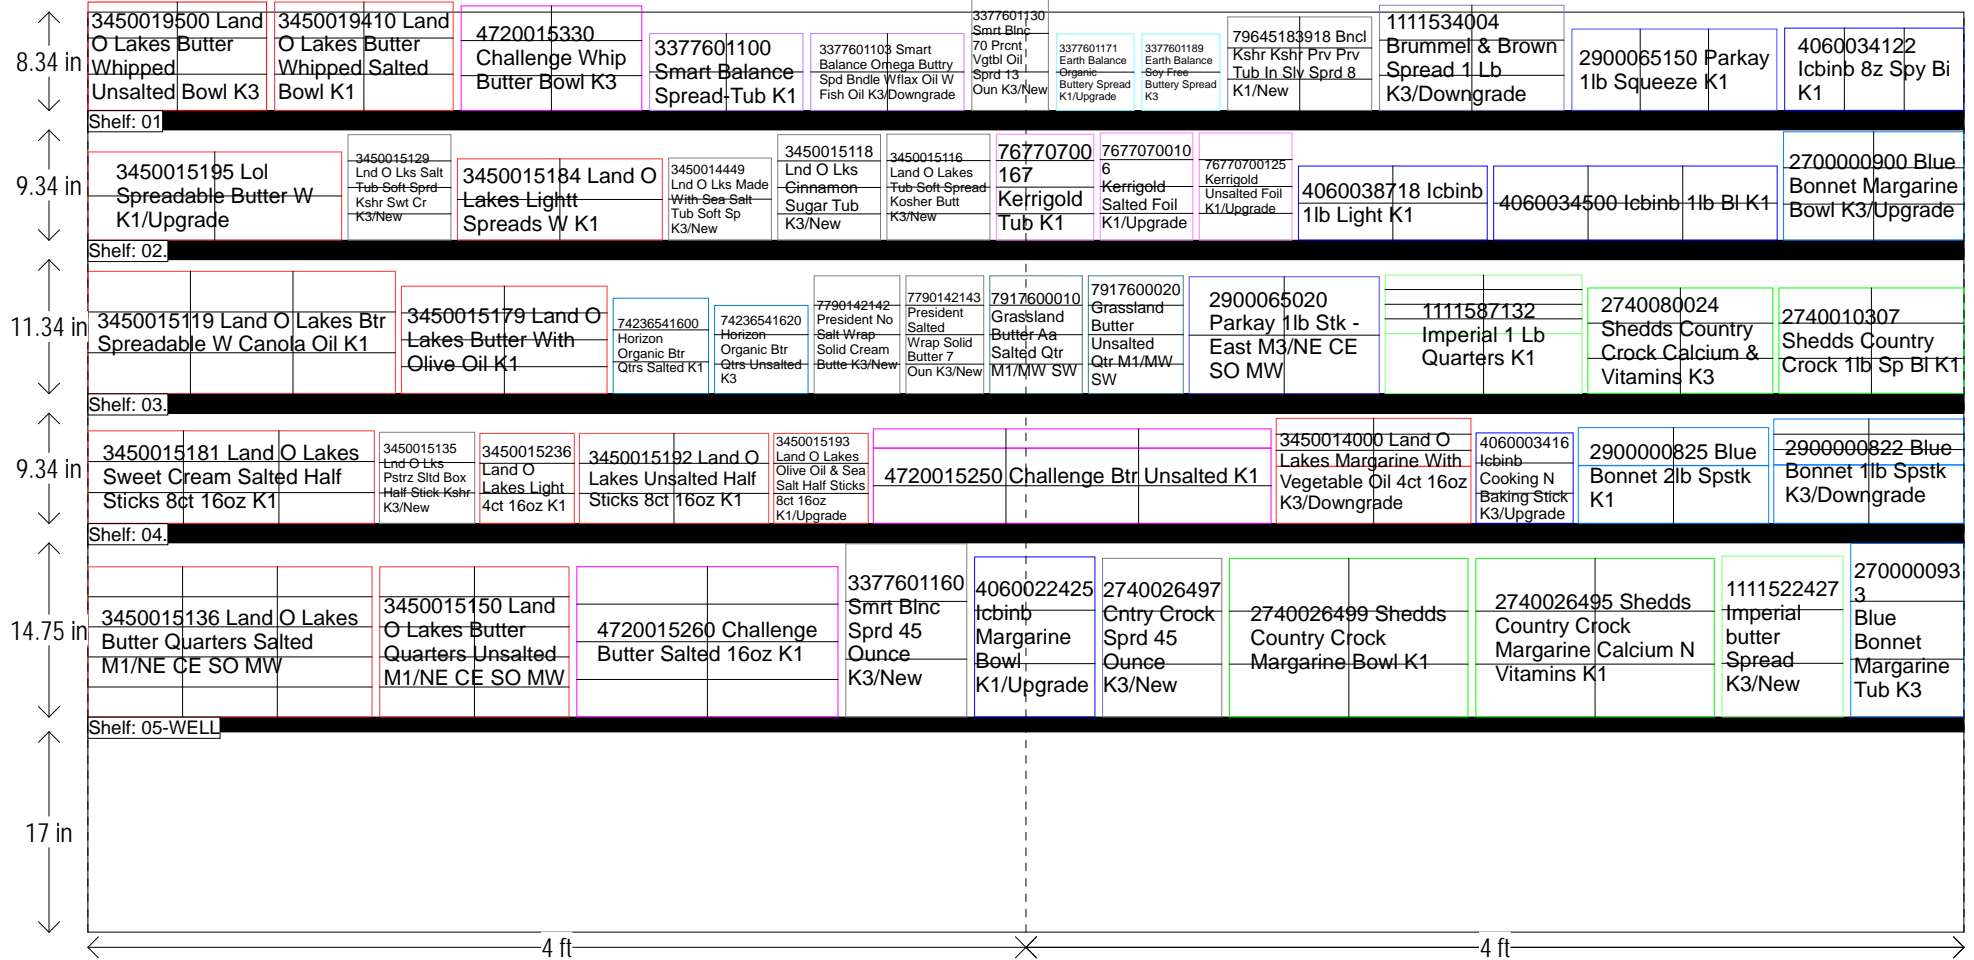 8.34 in
3450019500 Land
O Lakes Butter
Whipped
Unsalted Bowl K3
3450019410 Land
O Lakes Butter
Whipped Salted
Bowl K1
4720015330
Challenge Whip
Butter Bowl K3
3377601100
Smart Balance
Spread-Tub K1
3377601103 Smart
Balance Omega Buttry
Spd Bndle Wflax Oil W
Fish Oil K3/Downgrade
3377601130
Smrt Blnc
70 Prcnt
Vgtbl Oil
Sprd 13
Oun K3/New
3377601171
Earth Balance
Organic
Buttery Spread
K1/Upgrade
3377601189
Earth Balance
Soy Free
Buttery Spread
K3
79645183918 Bncl
Kshr Kshr Prv Prv
Tub In Slv Sprd 8
K1/New
1111534004
Brummel & Brown
Spread 1 Lb
K3/Downgrade
2900065150 Parkay
1lb Squeeze K1
4060034122
Icbinb 8z Spy Bi
K1
Shelf: 01
9.34 in
3450015195 Lol
Spreadable Butter W
K1/Upgrade
3450015129
Lnd O Lks Salt
Tub Soft Sprd
Kshr Swt Cr
K3/New
3450015184 Land O
Lakes Lightt
Spreads W K1
3450014449
Lnd O Lks Made
With Sea Salt
Tub Soft Sp
K3/New
3450015118
Lnd O Lks
Cinnamon
Sugar Tub
K3/New
3450015116
Land O Lakes
Tub Soft Spread
Kosher Butt
K3/New
76770700
167
Kerrigold
Tub K1
7677070010
6
Kerrigold
Salted Foil
K1/Upgrade
76770700125
Kerrigold
Unsalted Foil
K1/Upgrade
4060038718 Icbinb
1lb Light K1
4060034500 Icbinb 1lb Bl K1
2700000900 Blue
Bonnet Margarine
Bowl K3/Upgrade
Shelf: 02.
11.34 in
3450015119 Land O Lakes Btr
Spreadable W Canola Oil K1
3450015179 Land O
Lakes Butter With
Olive Oil K1
74236541600
Horizon
Organic Btr
Qtrs Salted K1
74236541620
Horizon
Organic Btr
Qtrs Unsalted
K3
7790142142
President No
Salt Wrap
Solid Cream
Butte K3/New
7790142143
President
Salted
Wrap Solid
Butter 7
Oun K3/New
7917600010
Grassland
Butter Aa
Salted Qtr
M1/MW SW
7917600020
Grassland
Butter
Unsalted
Qtr M1/MW
SW
2900065020
Parkay 1lb Stk -
East M3/NE CE
SO MW
1111587132
Imperial 1 Lb
Quarters K1
2740080024
Shedds Country
Crock Calcium &
Vitamins K3
2740010307
Shedds Country
Crock 1lb Sp Bl K1
Shelf: 03.
9.34 in
3450015181 Land O Lakes
Sweet Cream Salted Half
Sticks 8ct 16oz K1
3450015135
Lnd O Lks
Pstrz Sltd Box
Half Stick Kshr
K3/New
3450015236
Land O
Lakes Light
4ct 16oz K1
3450015192 Land O
Lakes Unsalted Half
Sticks 8ct 16oz K1
3450015193
Land O Lakes
Olive Oil & Sea
Salt Half Sticks
8ct 16oz
K1/Upgrade
4720015250 Challenge Btr Unsalted K1
3450014000 Land O
Lakes Margarine With
Vegetable Oil 4ct 16oz
K3/Downgrade
4060003416
Icbinb
Cooking N
Baking Stick
K3/Upgrade
2900000825 Blue
Bonnet 2lb Spstk
K1
2900000822 Blue
Bonnet 1lb Spstk
K3/Downgrade
Shelf: 04.
14.75 in
3450015136 Land O Lakes
Butter Quarters Salted
M1/NE CE SO MW
3450015150 Land
O Lakes Butter
Quarters Unsalted
M1/NE CE SO MW
4720015260 Challenge
Butter Salted 16oz K1
3377601160
Smrt Blnc
Sprd 45
Ounce
K3/New
4060022425
Icbinb
Margarine
Bowl
K1/Upgrade
2740026497
Cntry Crock
Sprd 45
Ounce
K3/New
2740026499 Shedds
Country Crock
Margarine Bowl K1
2740026495 Shedds
Country Crock
Margarine Calcium N
Vitamins K1
1111522427
Imperial
butter
Spread
K3/New
270000093
3
Blue
Bonnet
Margarine
Tub K3
Shelf: 05-WELL
17 in
4 ft
4 ft